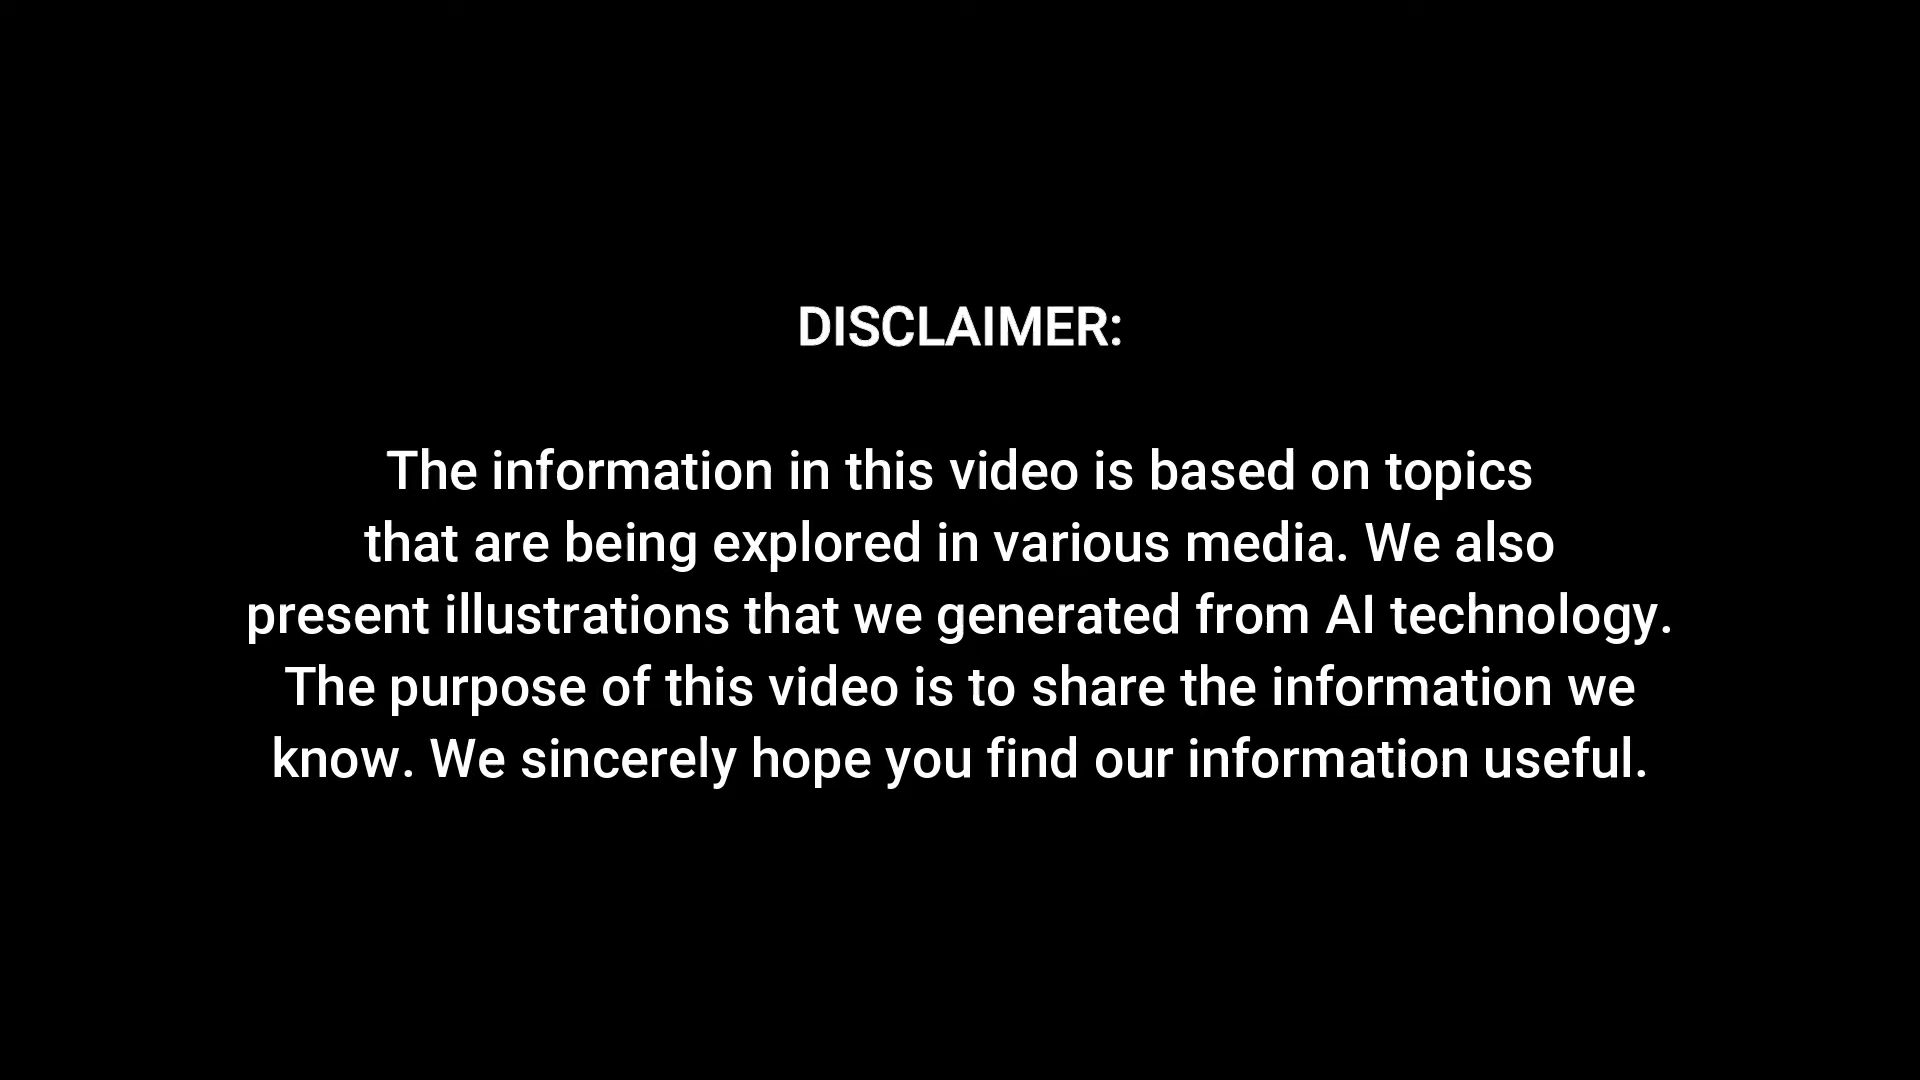 DISCLAIMER:
The information in this video is based on topics
that are being explored in various media. We also
present illustrations that we generated from AI technology.
The purpose of this video is to share the information we
know. We sincerely hope you find our information useful.